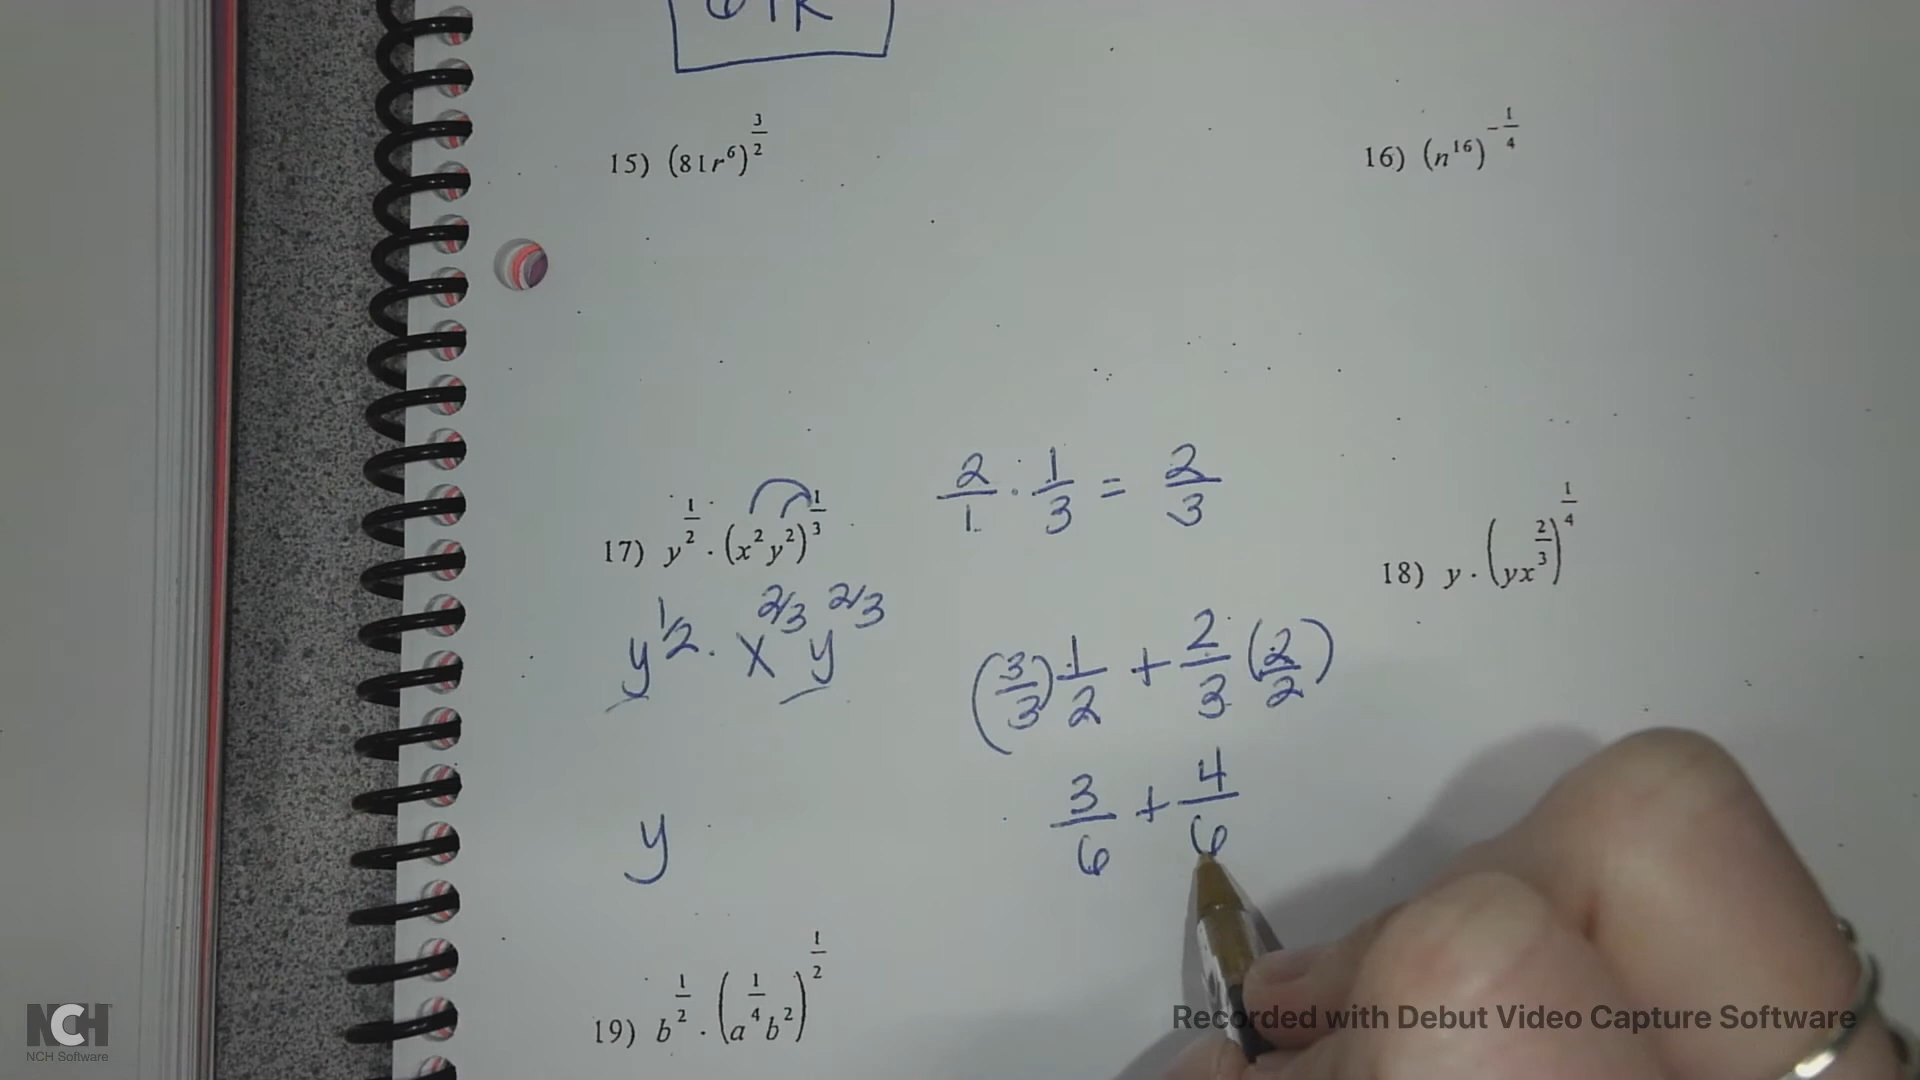 15) (81r⁶)^(3/2)
16) (n¹⁶)^(-1/4)
2/1 · 1/3 = 2/3
17) y^(1/2) · (x²y²)^(1/3)
18) y · (yx^(2/3))^(1/4)
y^(1/2) · x^(2/3) y^(2/3)
(3/3) 1/2 + 2/3 (2/2)
3/6 + 4/6
y
19) b^(1/2) · (a^(1/4) b²)^(1/2)
NCH
NCH Software
Recorded with Debut Video Capture Software